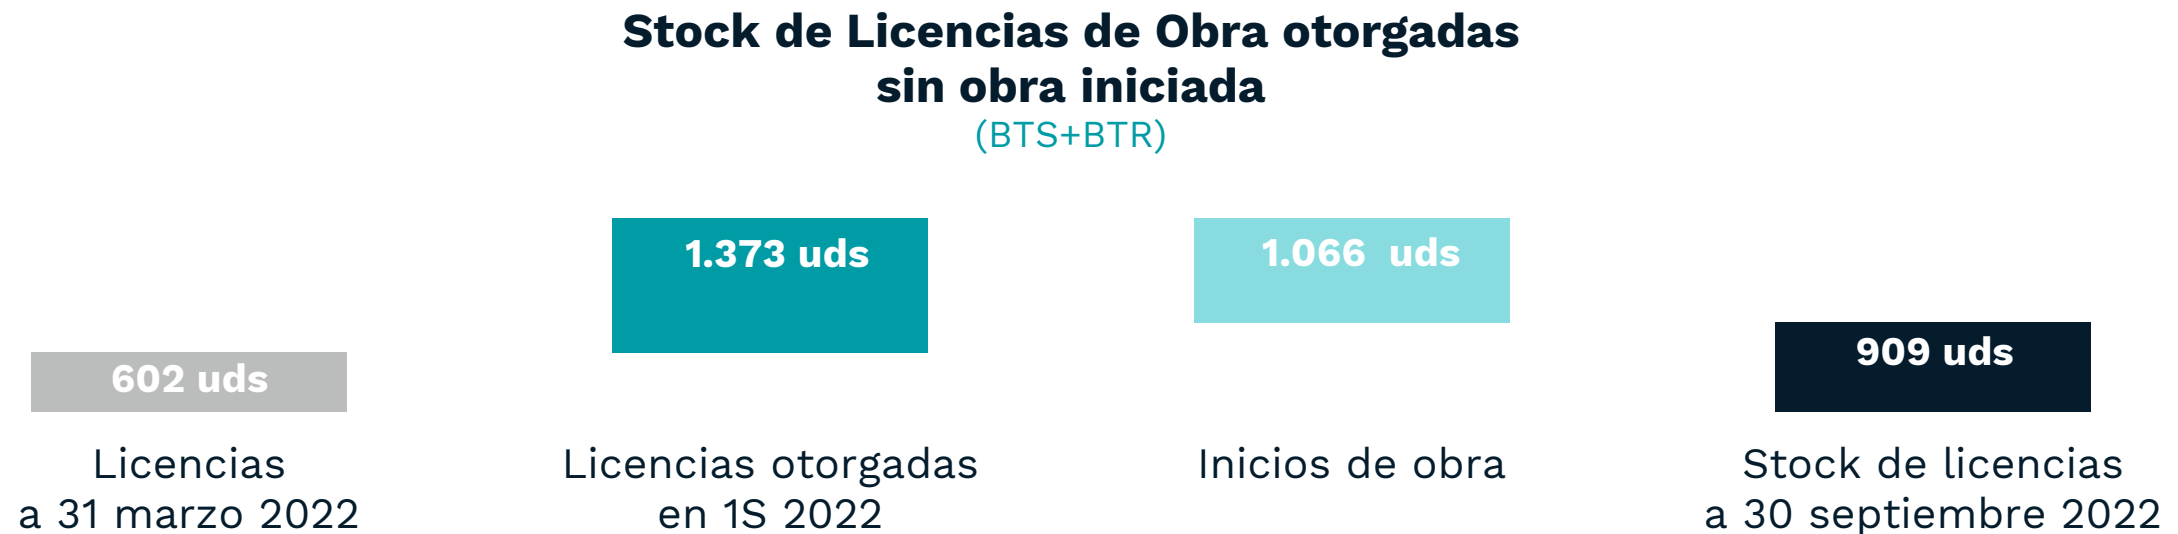 Stock de Licencias de Obra otorgadas
sin obra iniciada
(BTS+BTR)
602 uds
1.373 uds
1.066 uds
909 uds
Licencias
a 31 marzo 2022
Licencias otorgadas
en 1S 2022
Inicios de obra
Stock de licencias
a 30 septiembre 2022